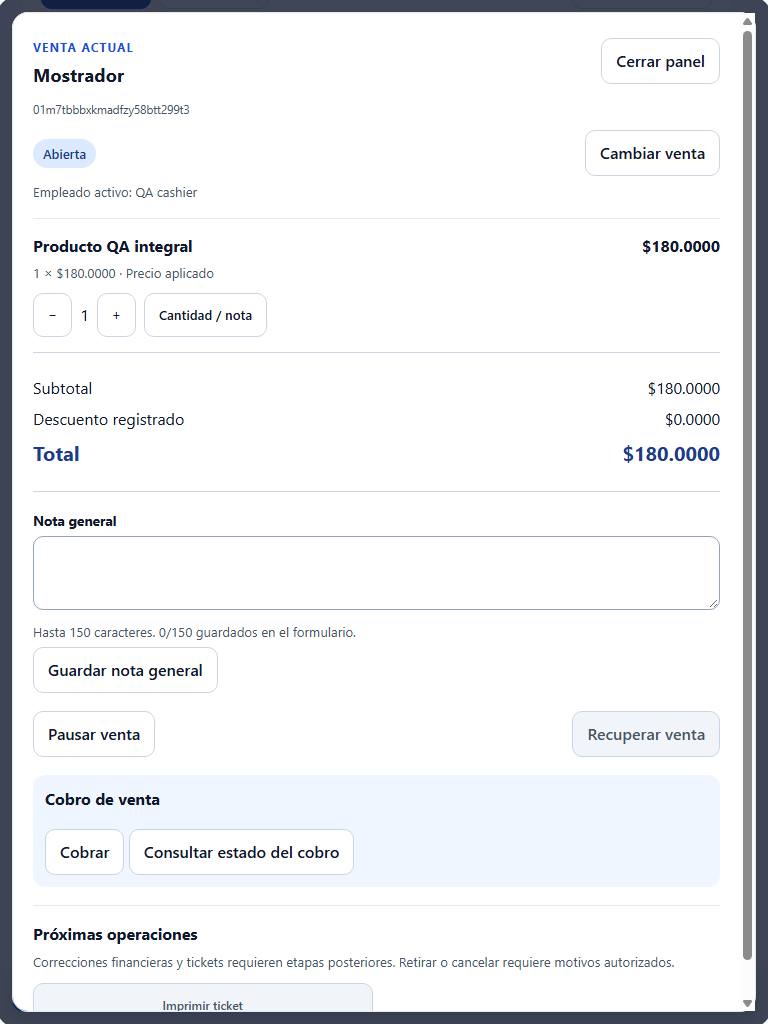 VENTA ACTUAL
Mostrador
Cerrar panel
01m7tbbbxkmadfzy58btt299t3
Abierta
Cambiar venta
Empleado activo: QA cashier
Producto QA integral $180.0000
1 × $180.0000 · Precio aplicado
− 1 + Cantidad / nota
Subtotal $180.0000
Descuento registrado $0.0000
Total $180.0000
Nota general
Hasta 150 caracteres. 0/150 guardados en el formulario.
Guardar nota general
Pausar venta Recuperar venta
Cobro de venta
Cobrar Consultar estado del cobro
Próximas operaciones
Correcciones financieras y tickets requieren etapas posteriores. Retirar o cancelar requiere motivos autorizados.
Imprimir ticket